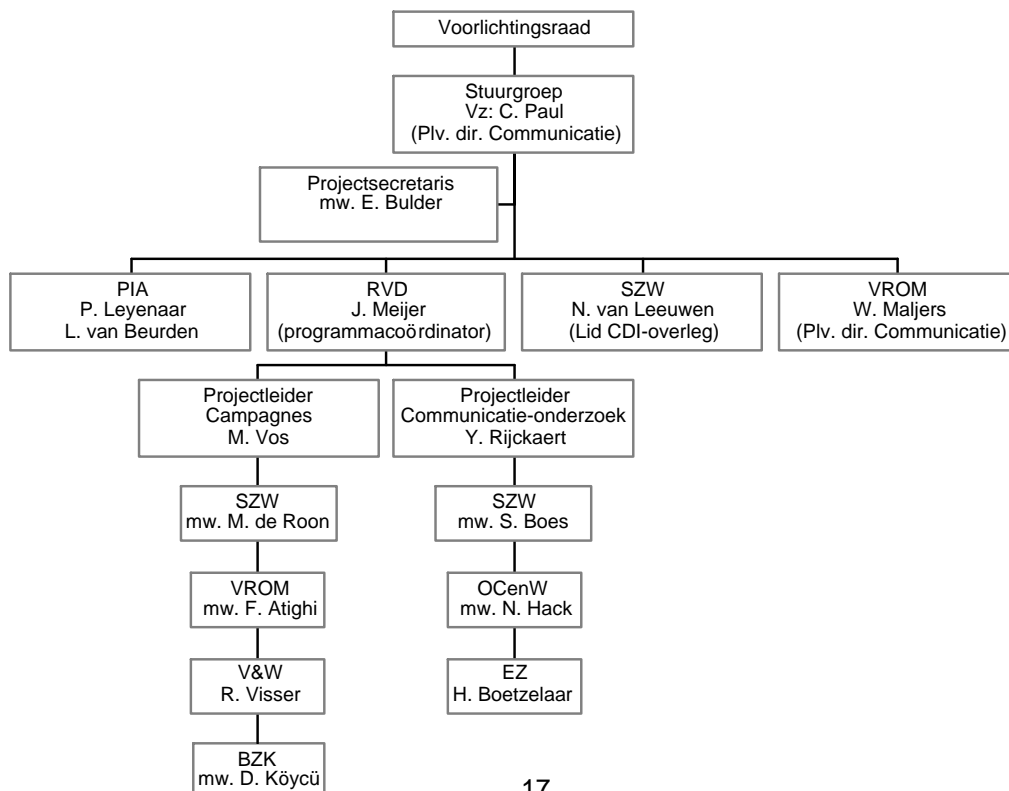 Voorlichtingsraad
Stuurgroep
Vz: C. Paul
(Plv. dir. Communicatie)
Projectsecretaris
mw. E. Bulder
PIA
P. Leyenaar
L. van Beurden
RVD
J. Meijer
(programmacoördinator)
SZW
N. van Leeuwen
(Lid CDI-overleg)
VROM
W. Maljers
(Plv. dir. Communicatie)
Projectleider
Campagnes
M. Vos
Projectleider
Communicatie-onderzoek
Y. Rijckaert
SZW
mw. M. de Roon
SZW
mw. S. Boes
VROM
mw. F. Atighi
OCenW
mw. N. Hack
V&W
R. Visser
EZ
H. Boetzelaar
BZK
mw. D. Köycü
17